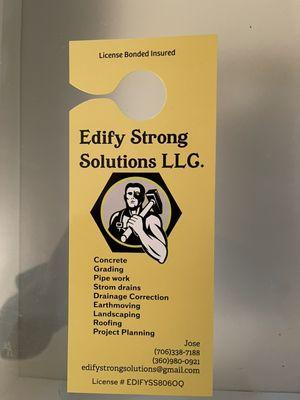 License Bonded Insured
Edify Strong
Solutions LLC.
Concrete
Grading
Pipe work
Strom drains
Drainage Correction
Earthmoving
Landscaping
Roofing
Project Planning
Jose
(706)338-7188
(360)980-0921
edifystrongsolutions@gmail.com
License # EDIFYSS806OQ